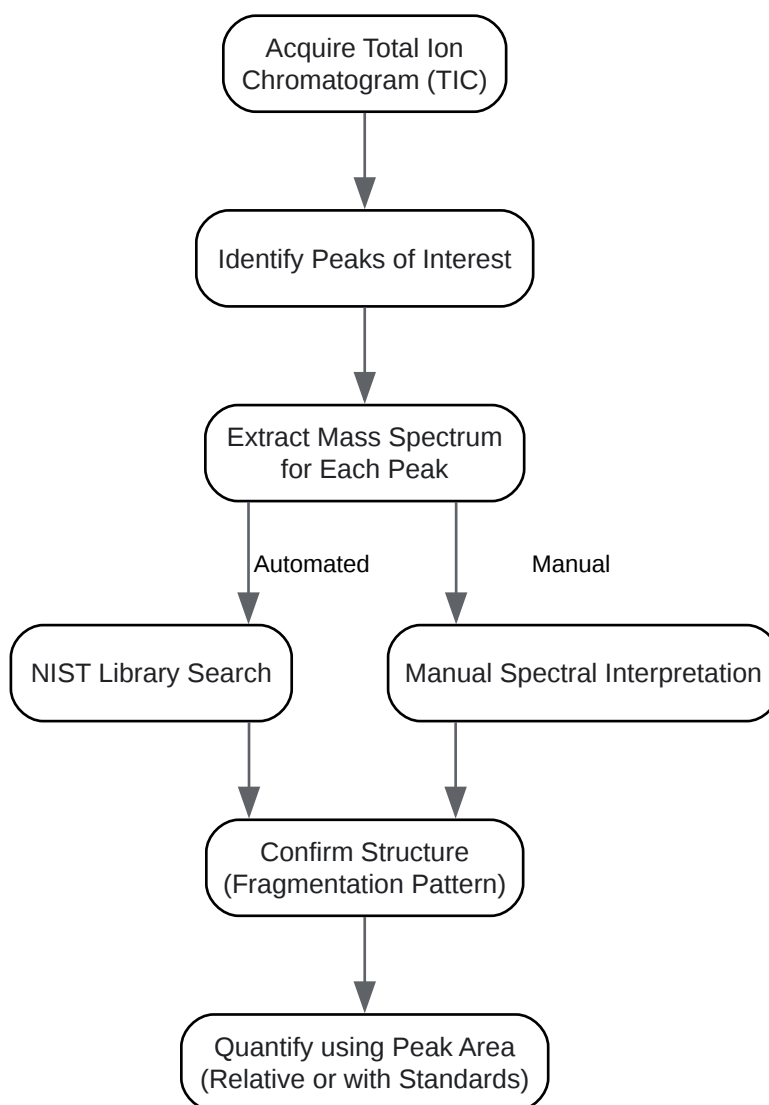 Acquire Total Ion
Chromatogram (TIC)
Identify Peaks of Interest
Extract Mass Spectrum
for Each Peak
Automated
Manual
NIST Library Search
Manual Spectral Interpretation
Confirm Structure
(Fragmentation Pattern)
Quantify using Peak Area
(Relative or with Standards)